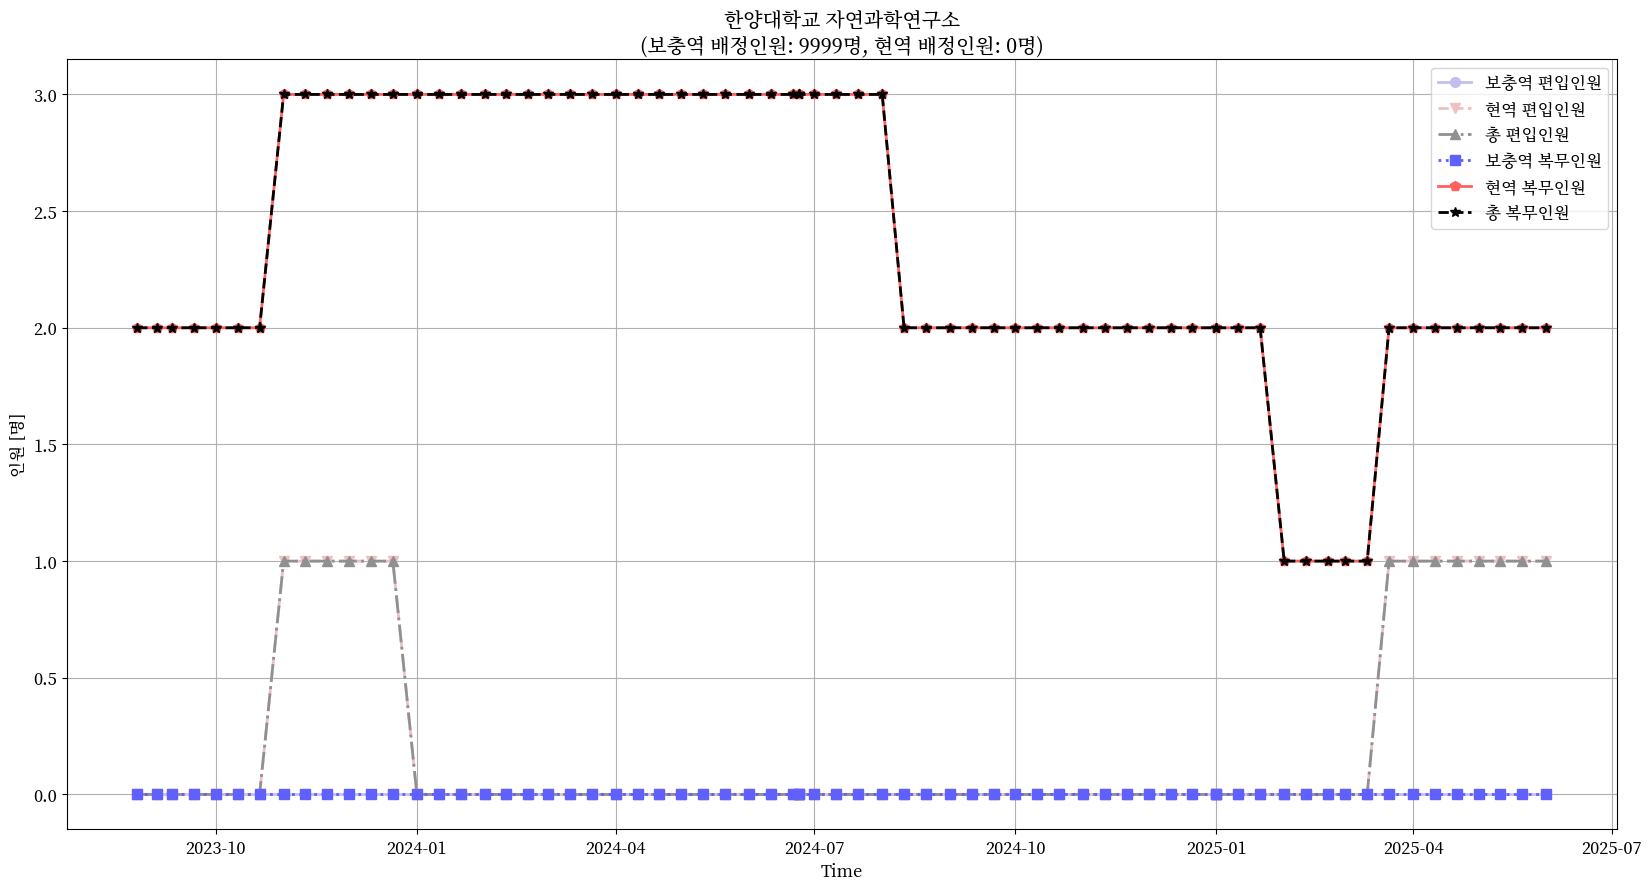 한양대학교 자연과학연구소
(보충역 배정인원: 9999명, 현역 배정인원: 0명)
보충역 편입인원
현역 편입인원
총 편입인원
보충역 복무인원
현역 복무인원
총 복무인원
인원 [명]
3.0
2.5
2.0
1.5
1.0
0.5
0.0
2023-10
2024-01
2024-04
2024-07
2024-10
2025-01
2025-04
2025-07
Time